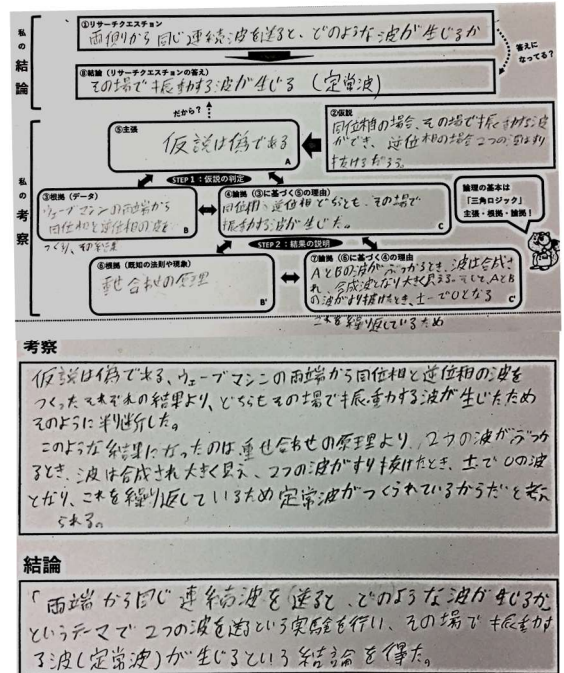 私の結論
①リサーチクエスチョン
両側から同じ連続波を送ると、どのような波が生じるか
答えに
なってる?
⑧結論(リサーチクエスチョンの答え)
その場で振動する波が生じる (定常波)
だから?
私の考察
⑤主張
仮説は偽である
A
②仮説
同位相の場合、その場で振動する波
ができ、逆位相の場合2つの波はすり
抜けるだろう
STEP1:仮説の判定
③根拠(データ)
ウェーブマシンの両端から
同位相と逆位相の波を
つくり、その結果
B
④論拠(③に基づく⑤の理由)
同位相、逆位相どちらも、その場で
振動する波が生じた。
C
論理の基本は
「三角ロジック」
主張・根拠・論拠!
STEP2:結果の説明
⑥根拠(既知の法則や現象)
重ね合わせの原理
B'
⑦論拠(⑥に基づく④の理由)
AとBの波がぶつかるとき、波は合成さ
れ、合成波となり大きく見える。そして、AとB
の波がすり抜けたとき、±で0となる
C'
これを繰り返しているため
考察
仮説は偽である、ウェーブマシンの両端から同位相と逆位相の波を
つくったそれぞれの結果より、どちらもその場で振動する波が生じたため
そのように判断した。
このような結果になったのは重せ合わせの原理より、2つの波がぶつか
るとき、波は合成され大きく見え、2つの波がすり抜けたとき、±で0の波
となり、これを繰り返しているため定常波がつくられているからだと考え
られる。
結論
「両端から同じ連続波を送ると、どのような波が生じるか
というテーマで2つの波を送るという実験を行い、その場で振動す
る波(定常波)が生じるという結論を得た。